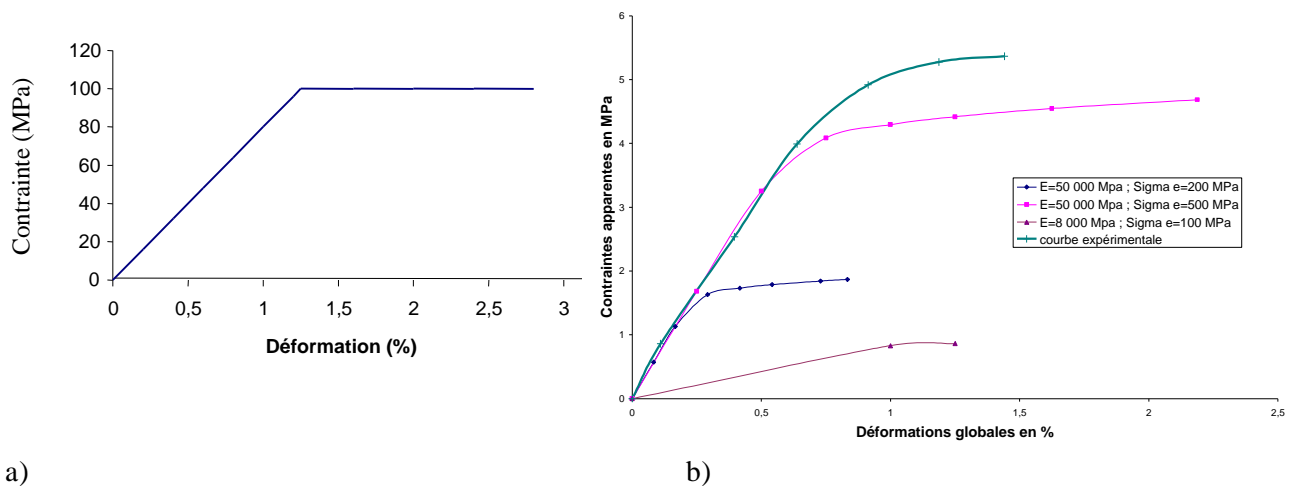 120
100
80
60
40
20
0
0
0,5
1
1,5
2
2,5
3
Contrainte (MPa)
Déformation (%)
a)
6
5
4
3
2
1
0
0
0,5
1
1,5
2
2,5
Contraintes apparentes en MPa
Déformations globales en %
E=50 000 Mpa ; Sigma e=200 MPa
E=50 000 Mpa ; Sigma e=500 MPa
E=8 000 Mpa ; Sigma e=100 MPa
courbe expérimentale
b)